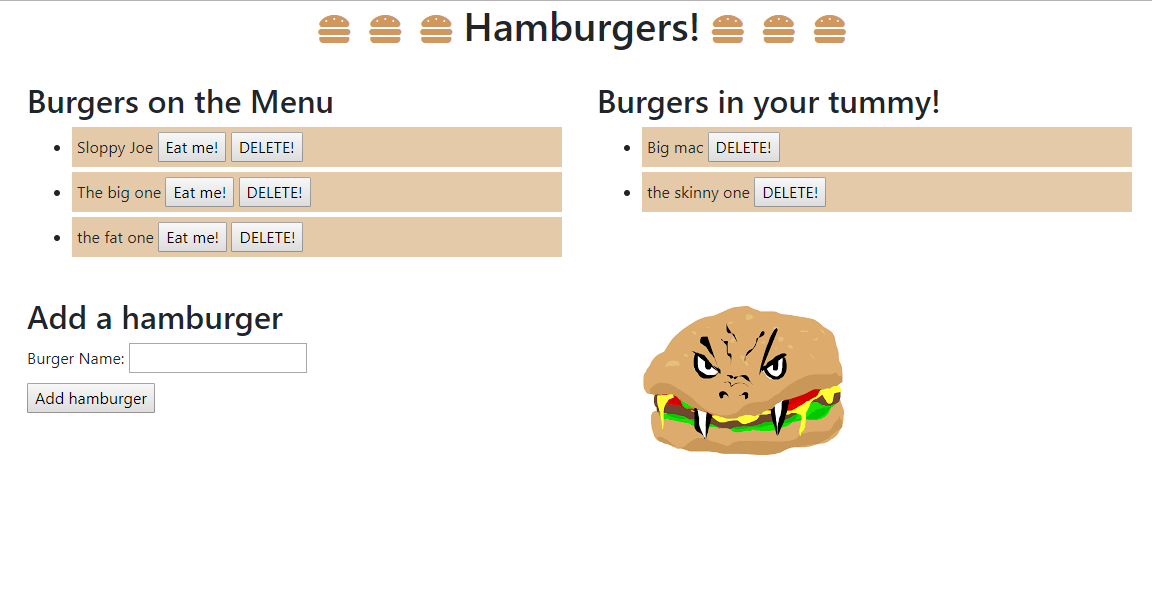 Hamburgers!
Burgers on the Menu
Sloppy Joe Eat me! DELETE!
The big one Eat me! DELETE!
the fat one Eat me! DELETE!
Burgers in your tummy!
Big mac DELETE!
the skinny one DELETE!
Add a hamburger
Burger Name:
Add hamburger